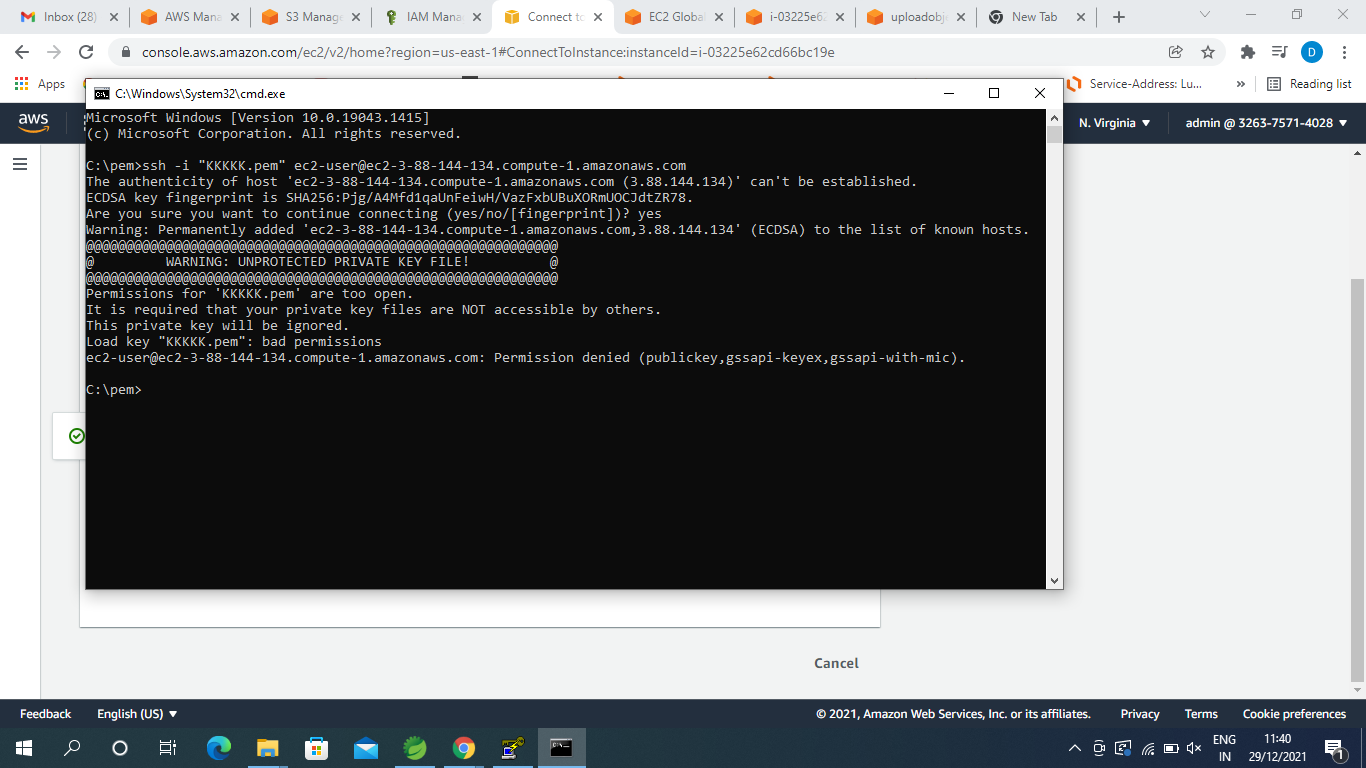 Inbox (28)
AWS Mana
S3 Manage
IAM Mana
Connect to
EC2 Globa
i-03225e62
uploadobj
New Tab
console.aws.amazon.com/ec2/v2/home?region=us-east-1#ConnectToInstance:instanceId=i-03225e62cd66bc19e
D
Apps
Service-Address: Lu...
»
Reading list
C:\Windows\System32\cmd.exe
aws
N. Virginia
admin @ 3263-7571-4028
Microsoft Windows [Version 10.0.19043.1415]
(c) Microsoft Corporation. All rights reserved.
C:\pem>ssh -i "KKKKK.pem" ec2-user@ec2-3-88-144-134.compute-1.amazonaws.com
The authenticity of host 'ec2-3-88-144-134.compute-1.amazonaws.com (3.88.144.134)' can't be established.
ECDSA key fingerprint is SHA256:Pjg/A4Mfd1qaUnFeiwH/VazFxbUBuXORmUOCJdtZR78.
Are you sure you want to continue connecting (yes/no/[fingerprint])? yes
Warning: Permanently added 'ec2-3-88-144-134.compute-1.amazonaws.com,3.88.144.134' (ECDSA) to the list of known hosts.
@@@@@@@@@@@@@@@@@@@@@@@@@@@@@@@@@@@@@@@@@@@@@@@@@@@@@@@@@@@
@         WARNING: UNPROTECTED PRIVATE KEY FILE!          @
@@@@@@@@@@@@@@@@@@@@@@@@@@@@@@@@@@@@@@@@@@@@@@@@@@@@@@@@@@@
Permissions for 'KKKKK.pem' are too open.
It is required that your private key files are NOT accessible by others.
This private key will be ignored.
Load key "KKKKK.pem": bad permissions
ec2-user@ec2-3-88-144-134.compute-1.amazonaws.com: Permission denied (publickey,gssapi-keyex,gssapi-with-mic).
C:\pem>
Cancel
Feedback
English (US)
© 2021, Amazon Web Services, Inc. or its affiliates.
Privacy
Terms
Cookie preferences
ENG
IN
11:40
29/12/2021
1